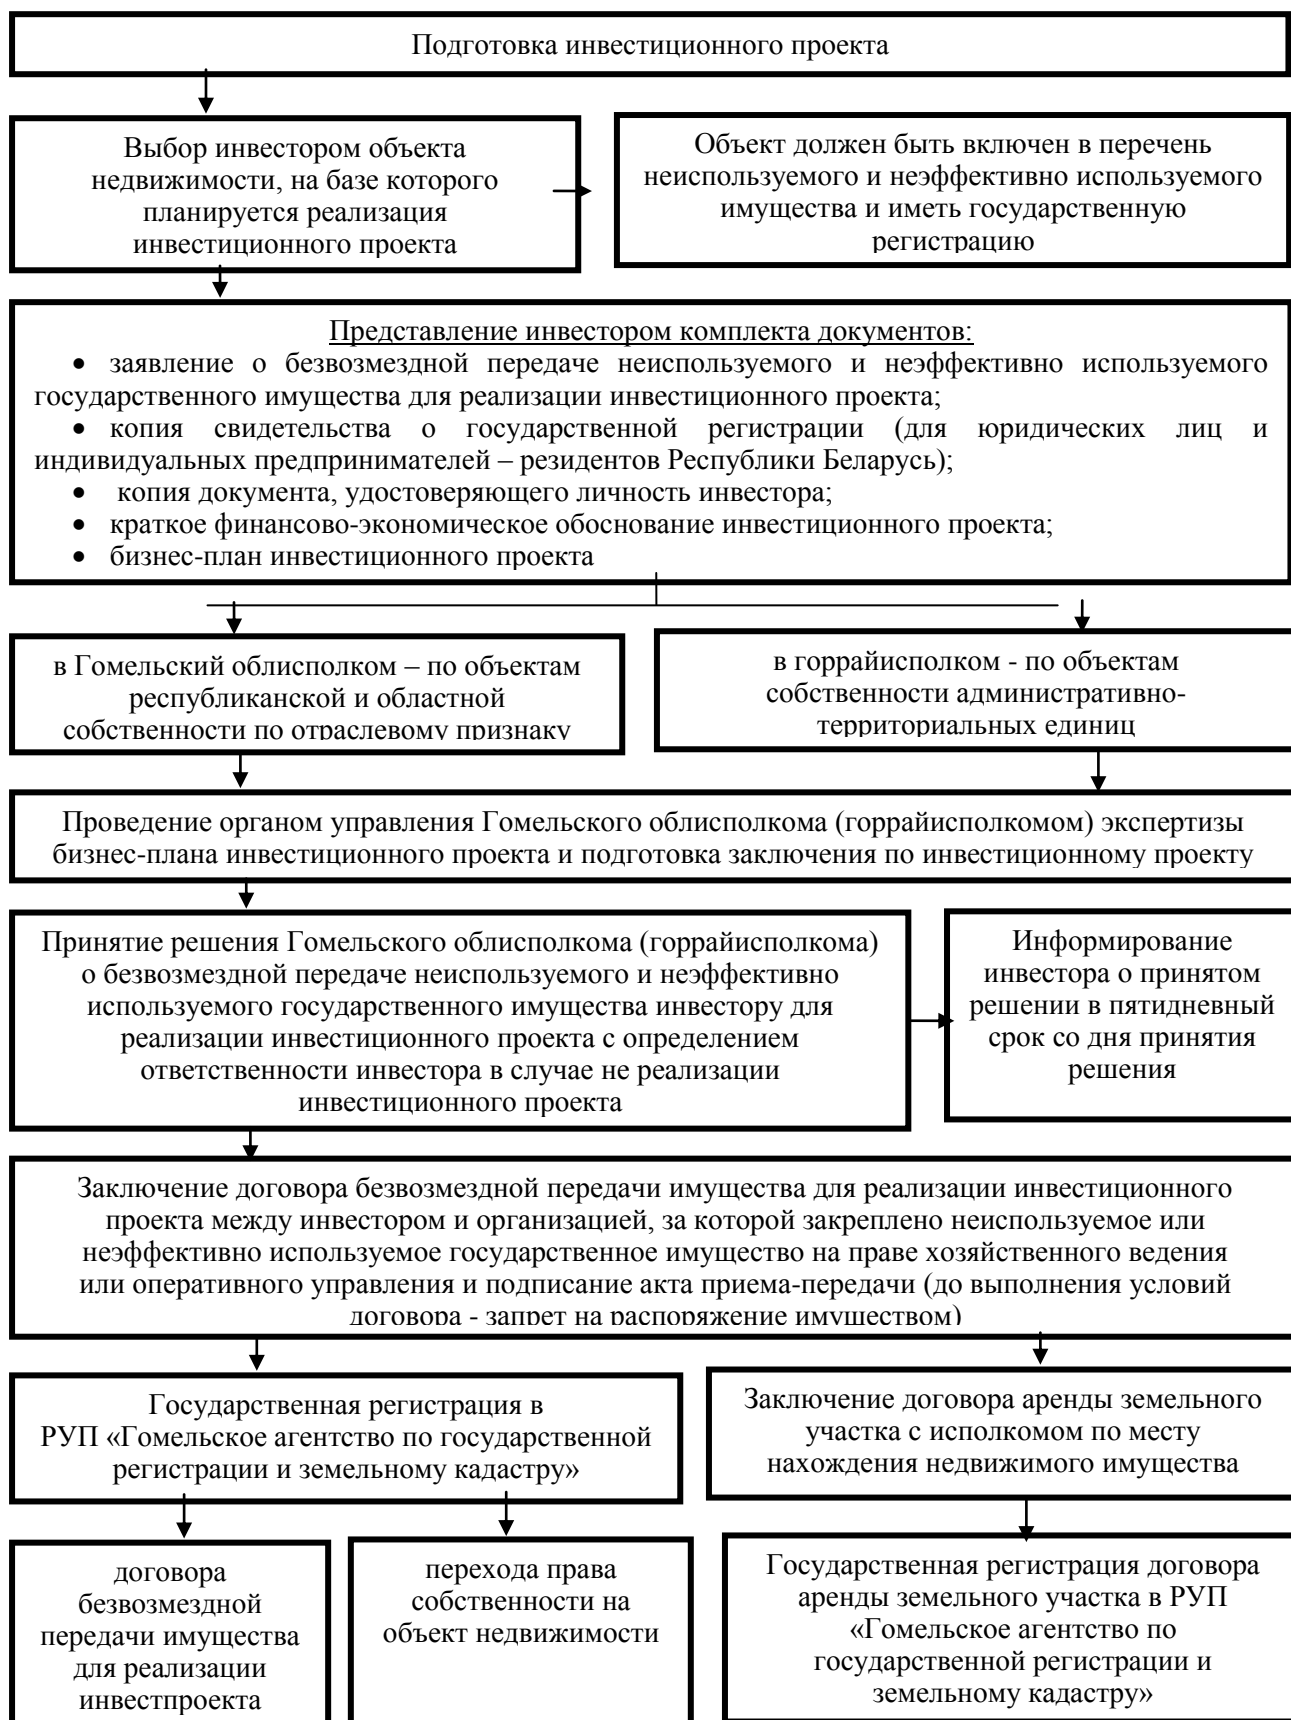 Подготовка инвестиционного проекта
Выбор инвестором объекта
недвижимости, на базе которого
планируется реализация
инвестиционного проекта
Объект должен быть включен в перечень
неиспользуемого и неэффективно используемого
имущества и иметь государственную
регистрацию
Представление инвестором комплекта документов:
• заявление о безвозмездной передаче неиспользуемого и неэффективно используемого
государственного имущества для реализации инвестиционного проекта;
• копия свидетельства о государственной регистрации (для юридических лиц и
индивидуальных предпринимателей – резидентов Республики Беларусь);
• копия документа, удостоверяющего личность инвестора;
• краткое финансово-экономическое обоснование инвестиционного проекта;
• бизнес-план инвестиционного проекта
в Гомельский облисполком – по объектам
республиканской и областной
собственности по отраслевому признаку
в горрайисполком - по объектам
собственности административно-
территориальных единиц
Проведение органом управления Гомельского облисполкома (горрайисполкомом) экспертизы
бизнес-плана инвестиционного проекта и подготовка заключения по инвестиционному проекту
Принятие решения Гомельского облисполкома (горрайисполкома)
о безвозмездной передаче неиспользуемого и неэффективно
используемого государственного имущества инвестору для
реализации инвестиционного проекта с определением
ответственности инвестора в случае не реализации
инвестиционного проекта
Информирование
инвестора о принятом
решении в пятидневный
срок со дня принятия
решения
Заключение договора безвозмездной передачи имущества для реализации инвестиционного
проекта между инвестором и организацией, за которой закреплено неиспользуемое или
неэффективно используемое государственное имущество на праве хозяйственного ведения
или оперативного управления и подписание акта приема-передачи (до выполнения условий
договора - запрет на распоряжение имуществом)
Государственная регистрация в
РУП «Гомельское агентство по государственной
регистрации и земельному кадастру»
Заключение договора аренды земельного
участка с исполкомом по месту
нахождения недвижимого имущества
договора
безвозмездной
передачи имущества
для реализации
инвестпроекта
перехода права
собственности на
объект недвижимости
Государственная регистрация договора
аренды земельного участка в РУП
«Гомельское агентство по
государственной регистрации и
земельному кадастру»